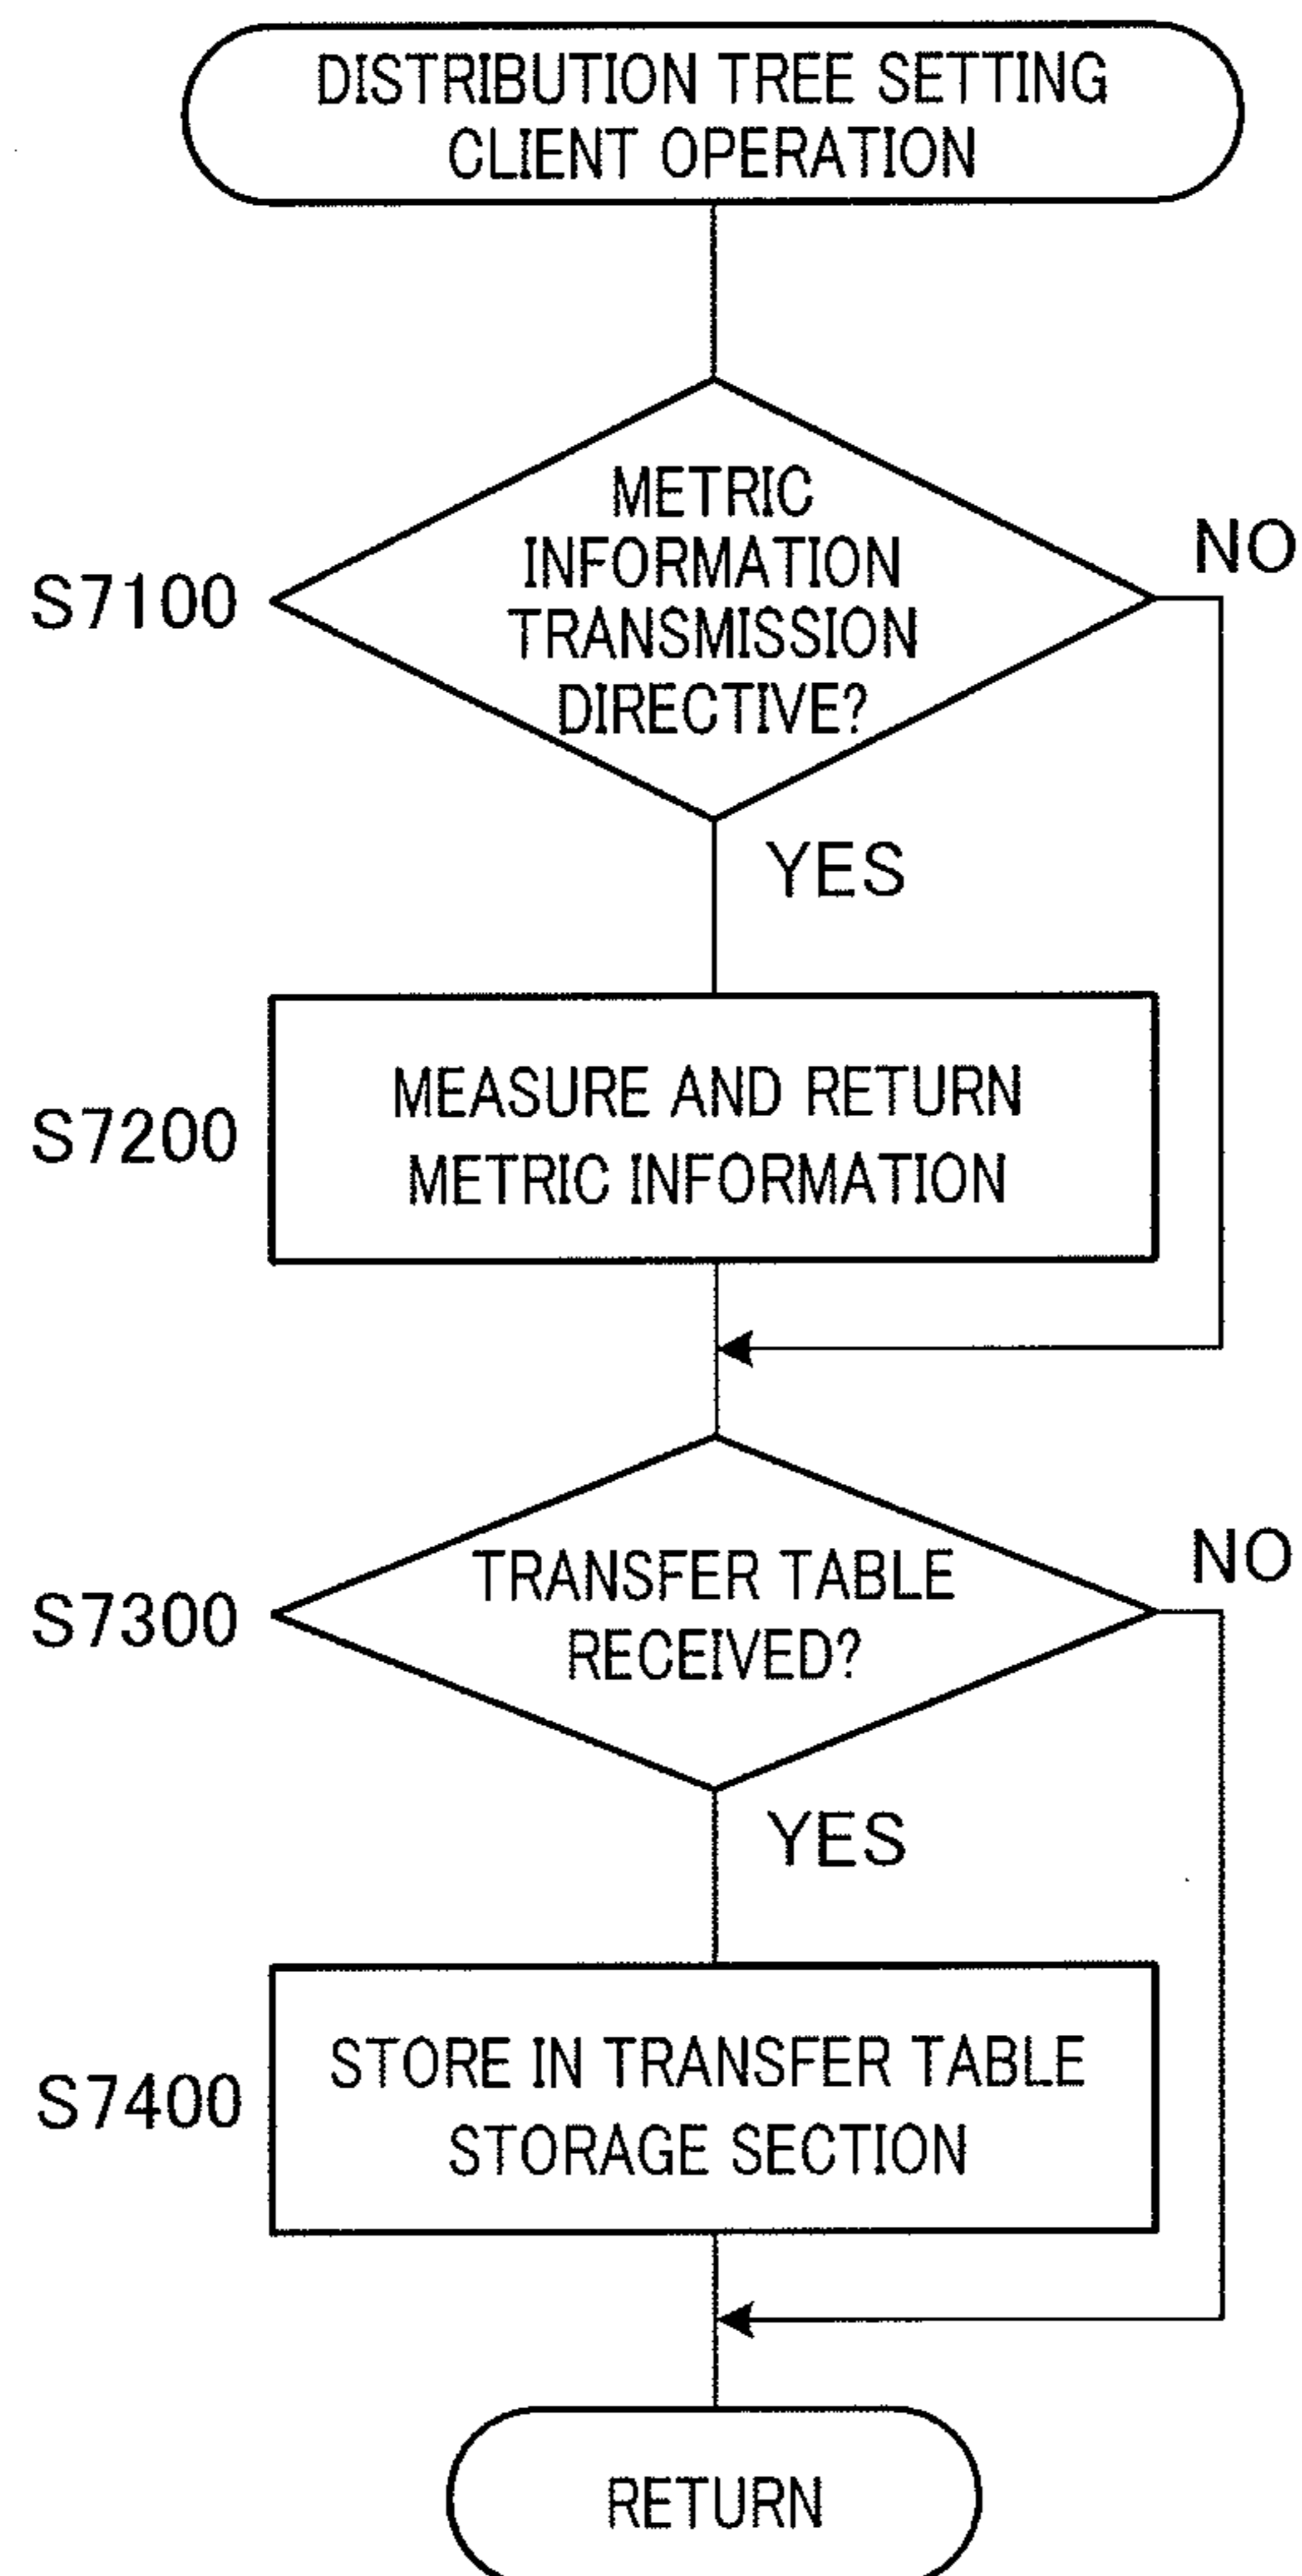 DISTRIBUTION TREE SETTING
CLIENT OPERATION
METRIC
INFORMATION
TRANSMISSION
DIRECTIVE?
NO
S7100
YES
MEASURE AND RETURN
METRIC INFORMATION
S7200
TRANSFER TABLE
RECEIVED?
NO
S7300
YES
STORE IN TRANSFER TABLE
STORAGE SECTION
S7400
RETURN